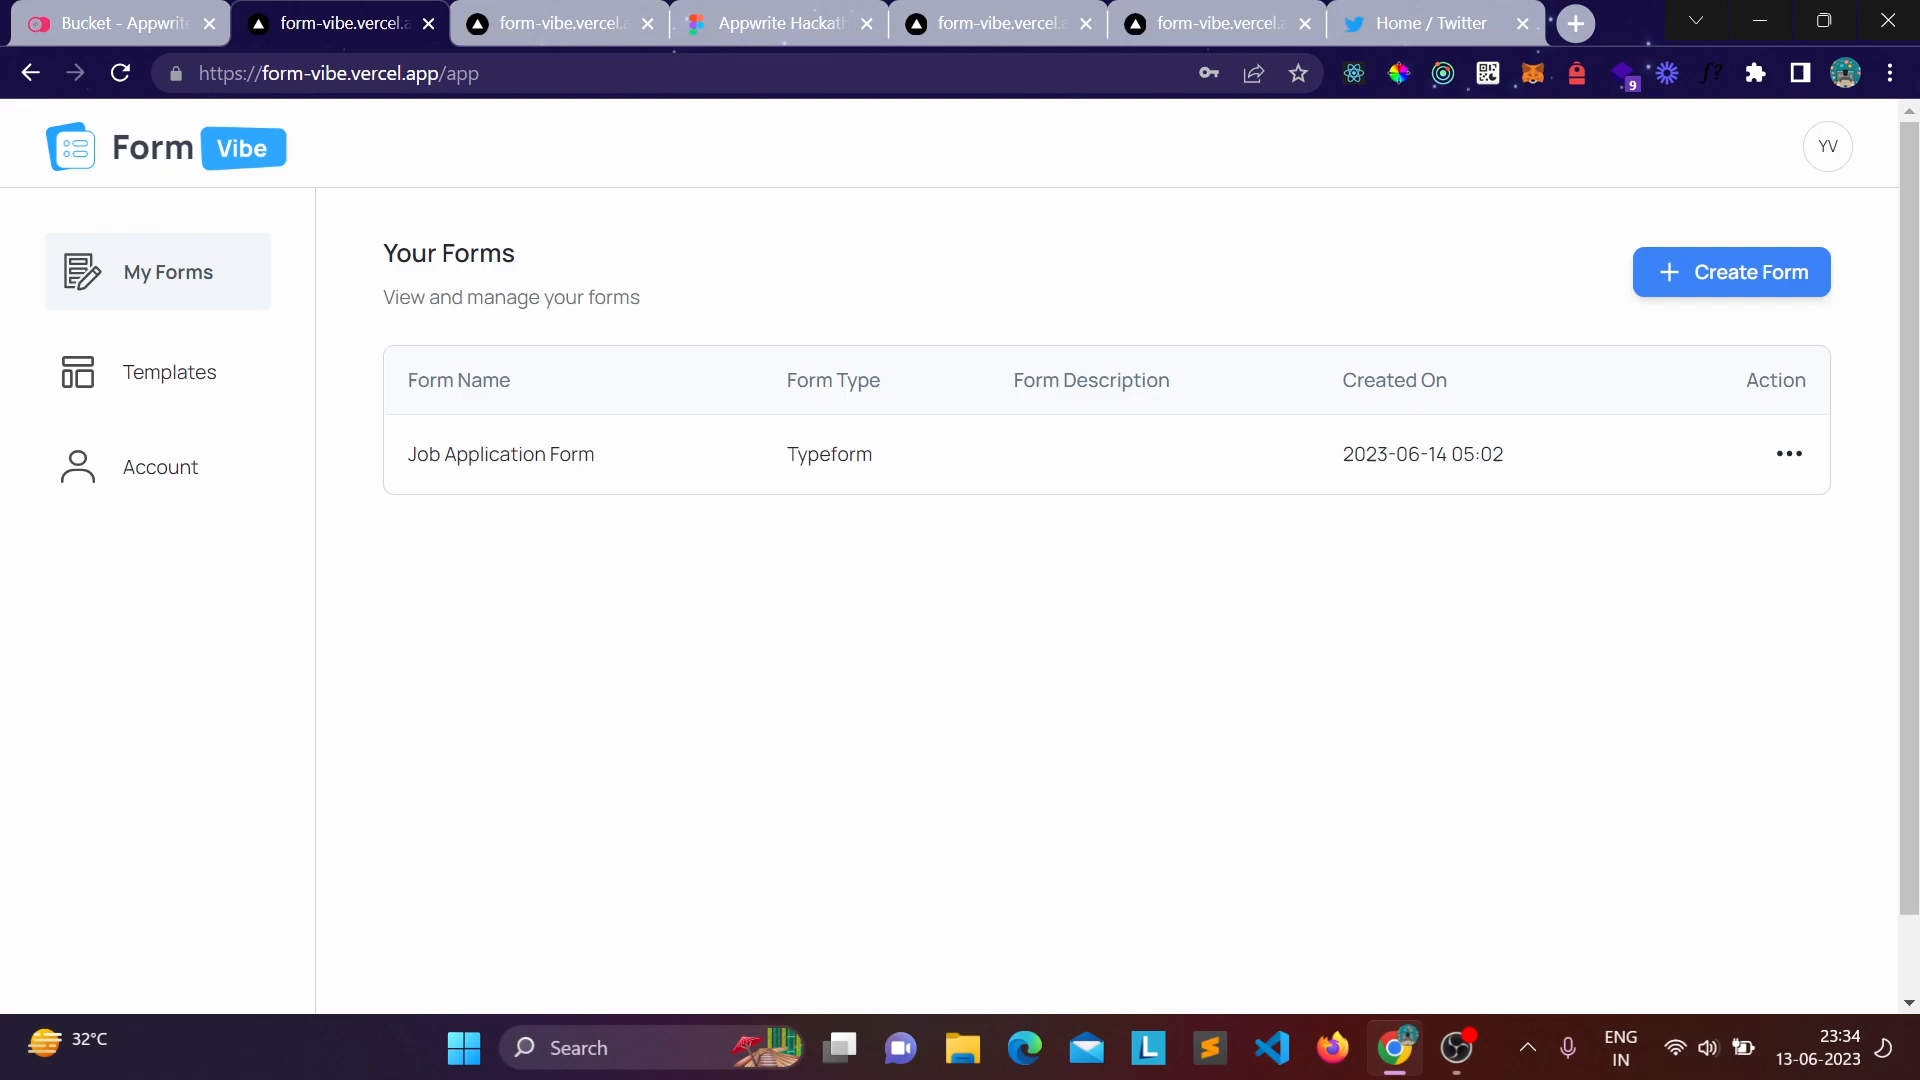 Bucket - Appwrite
form-vibe.vercel.a
form-vibe.vercel.a
Appwrite Hackath
form-vibe.vercel.a
form-vibe.vercel.a
Home / Twitter
https://form-vibe.vercel.app/app
f?
9
Form Vibe
YV
My Forms
Templates
Account
Your Forms
View and manage your forms
Create Form
Form Name
Form Type
Form Description
Created On
Action
Job Application Form
Typeform
2023-06-14 05:02
32°C
Search
L
ENG
IN
23:34
13-06-2023